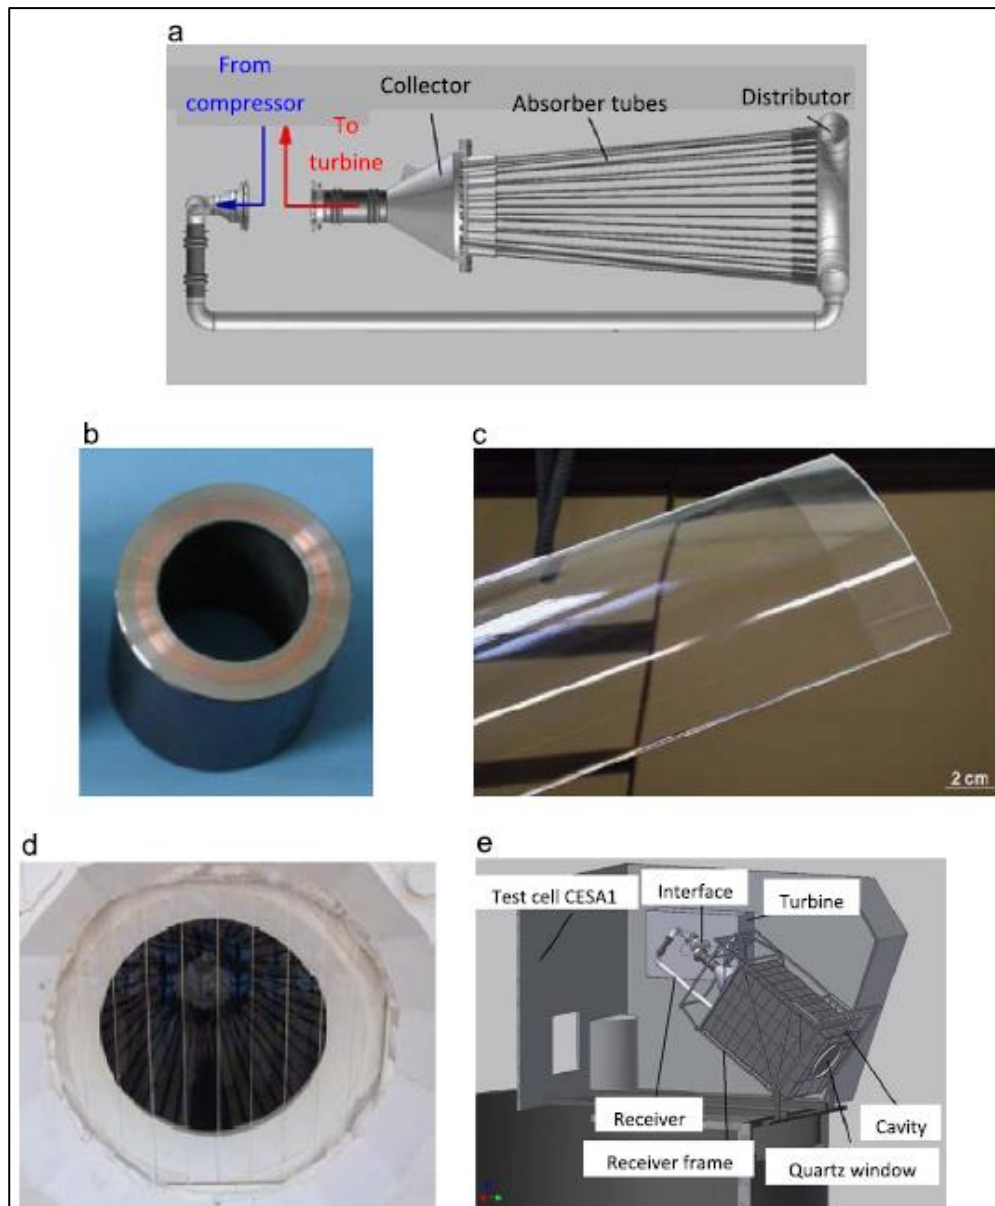 a
From
compressor
To
turbine
Collector
Absorber tubes
Distributor
b
c
2 cm
d
e
Test cell CESA1
Interface
Turbine
Receiver
Receiver frame
Cavity
Quartz window